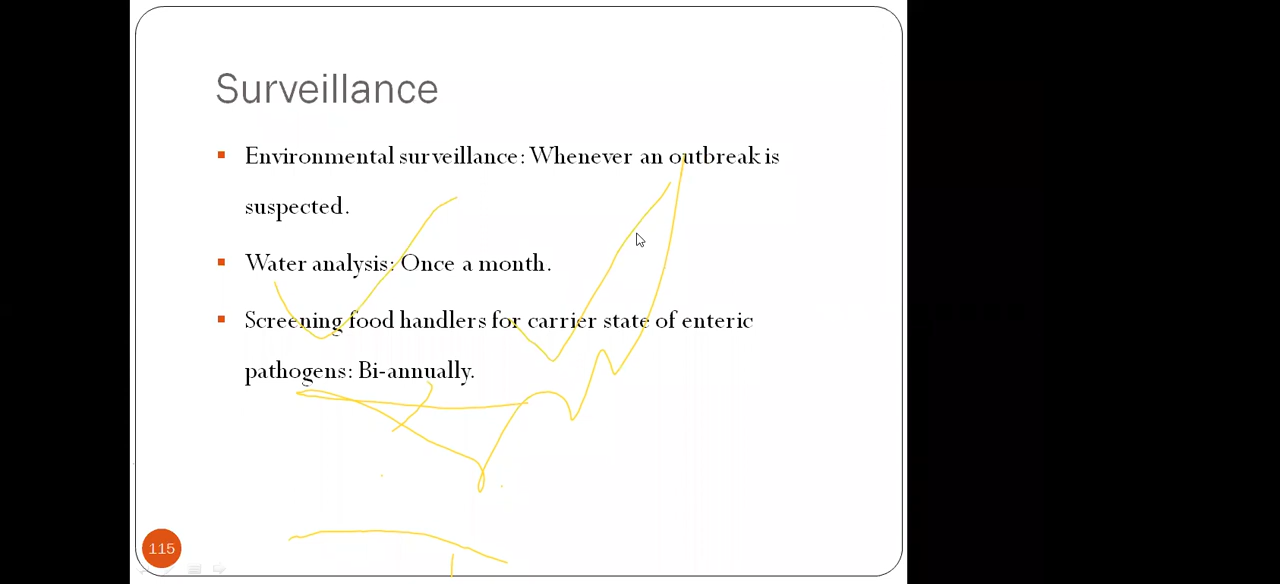 Surveillance
Environmental surveillance: Whenever an outbreak is
suspected.
Water analysis: Once a month.
Screening food handlers for carrier state of enteric
pathogens: Bi-annually.
115